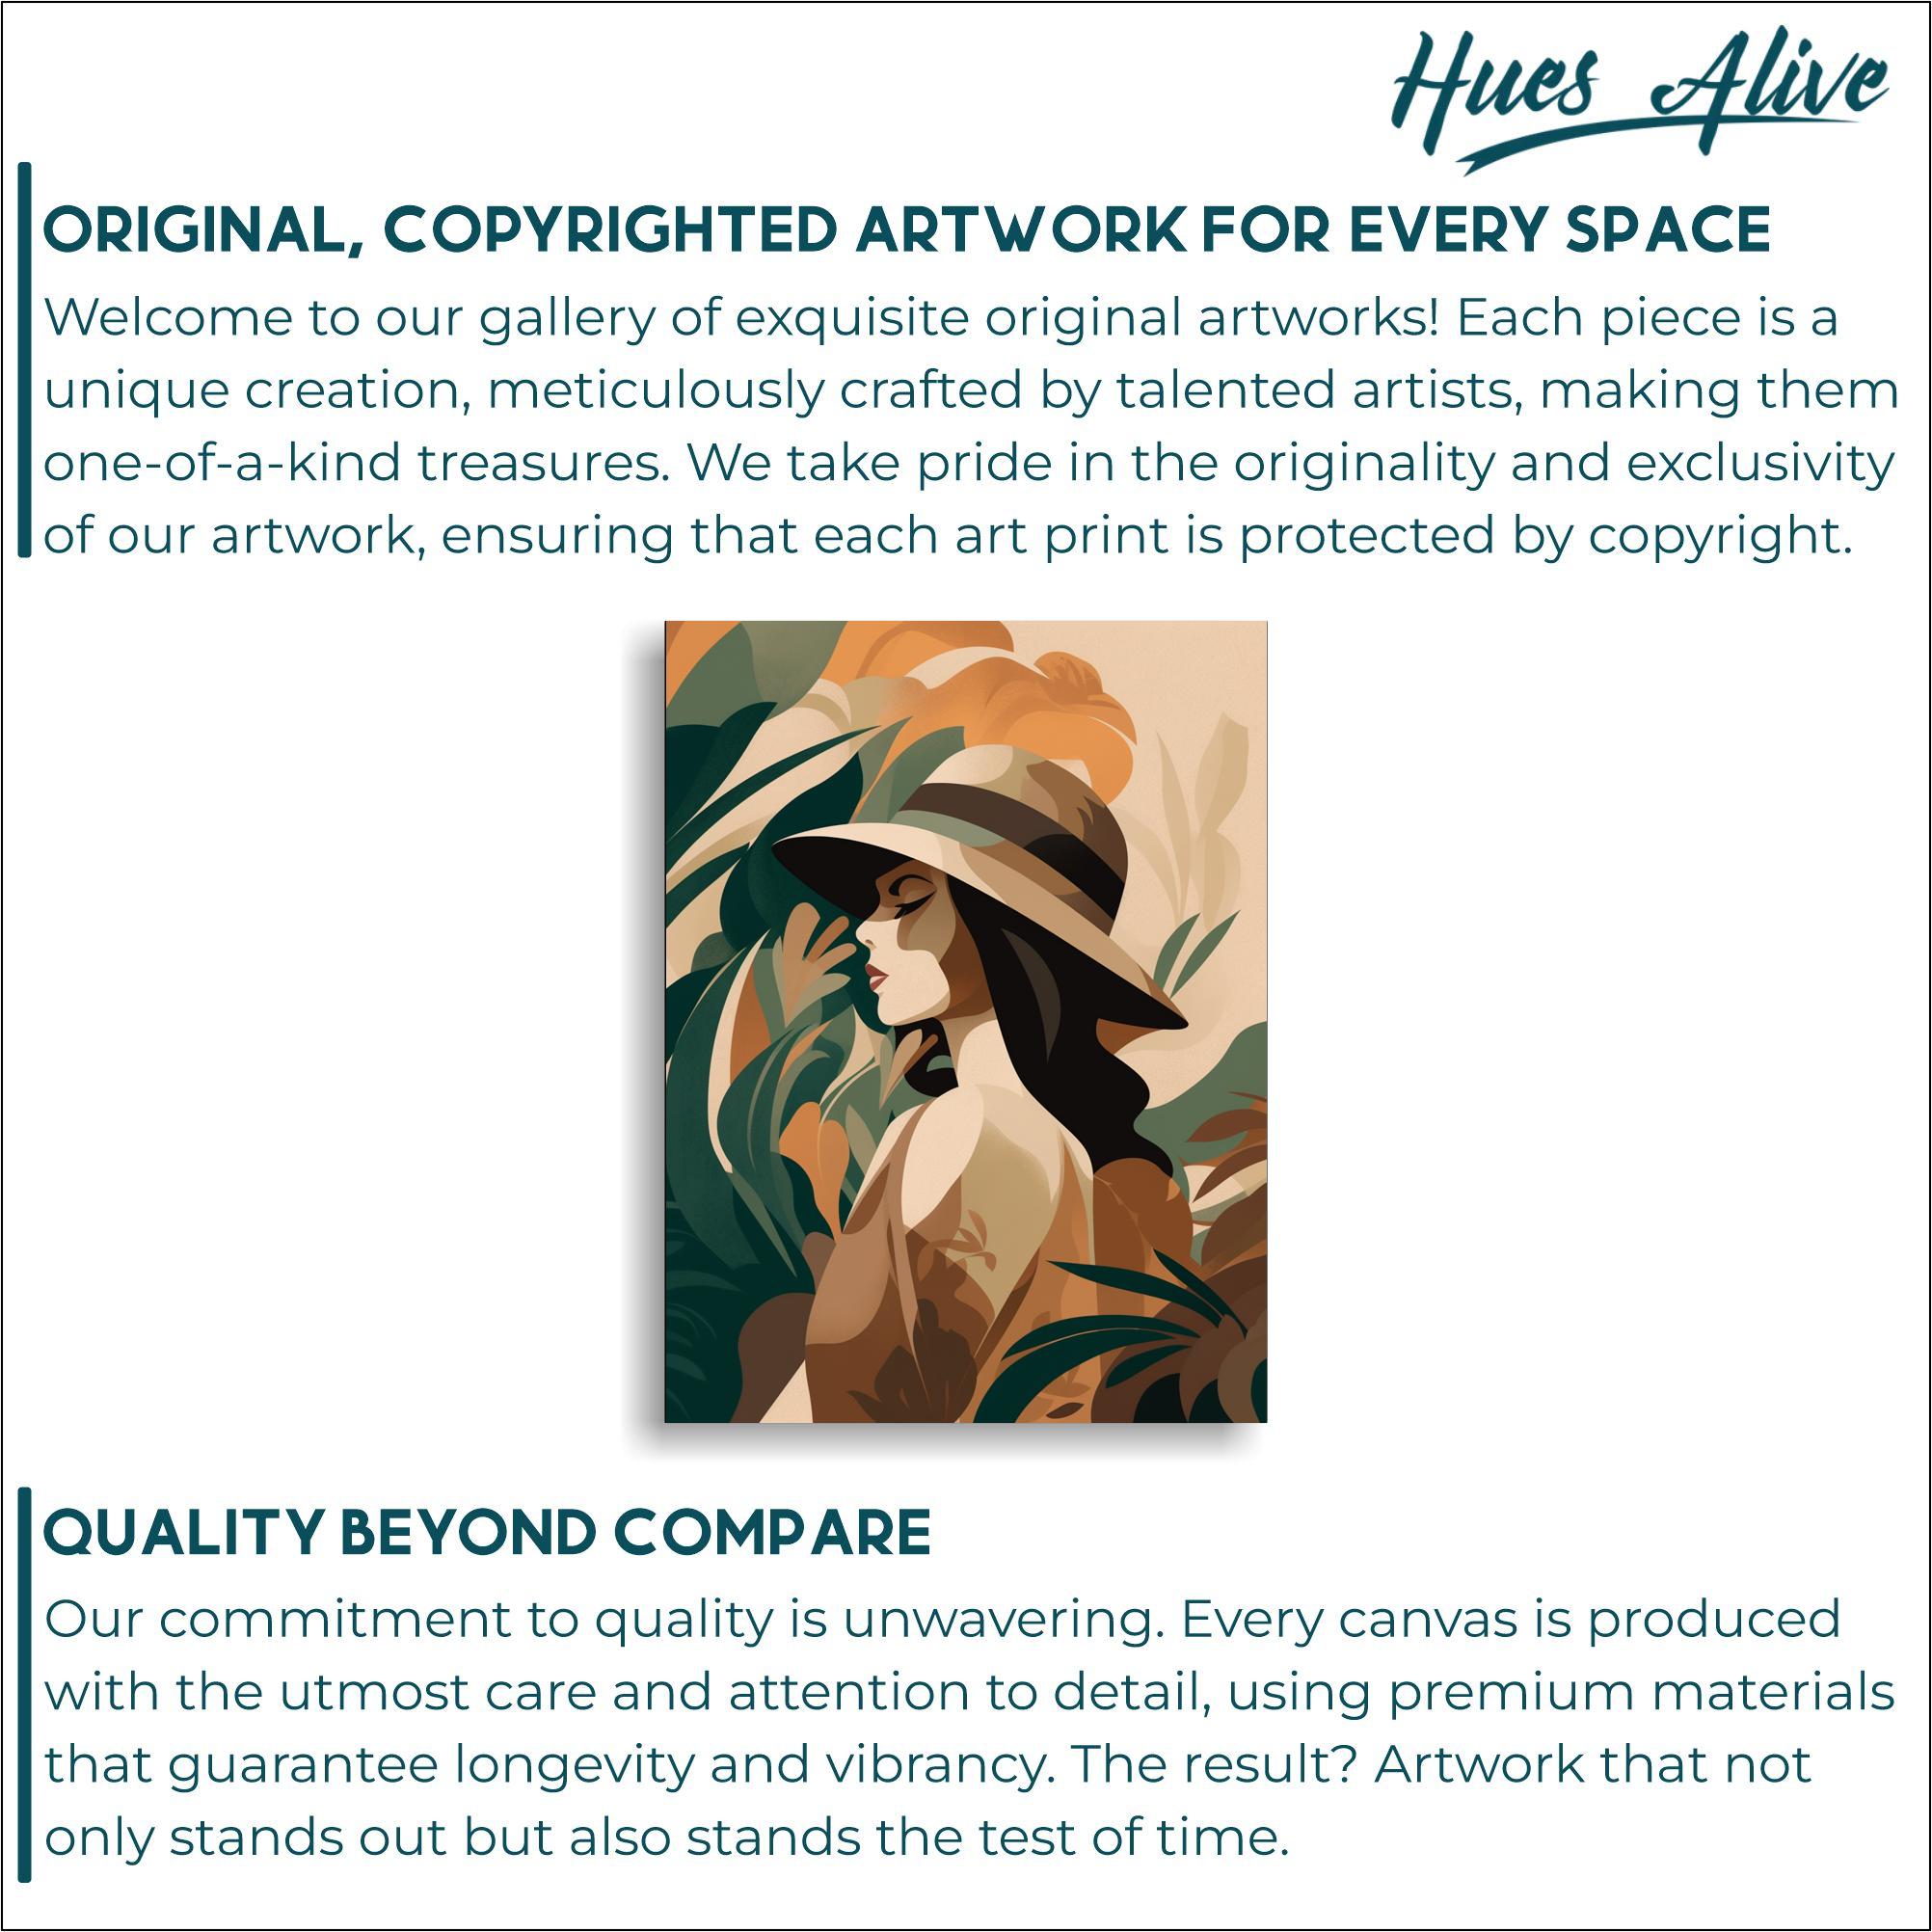 Hues Alive
ORIGINAL, COPYRIGHTED ARTWORK FOR EVERY SPACE
Welcome to our gallery of exquisite original artworks! Each piece is a
unique creation, meticulously crafted by talented artists, making them
one-of-a-kind treasures. We take pride in the originality and exclusivity
of our artwork, ensuring that each art print is protected by copyright.
QUALITY BEYOND COMPARE
Our commitment to quality is unwavering. Every canvas is produced
with the utmost care and attention to detail, using premium materials
that guarantee longevity and vibrancy. The result? Artwork that not
only stands out but also stands the test of time.